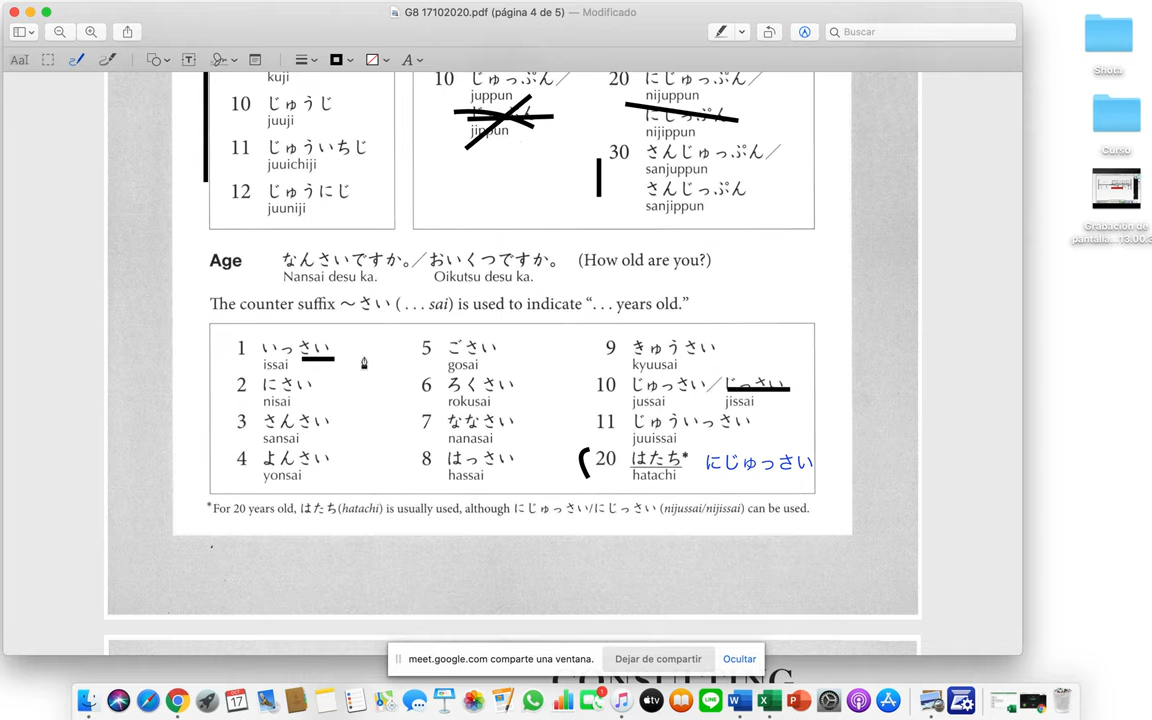 G8 17102020.pdf (página 4 de 5) — Modificado
Buscar
Shota
Curso
Grabación de
pantalla...13.00.3
kuji
10 じゅうじ
juuji
11 じゅういちじ
juuichiji
12 じゅうにじ
juuniji
10 じゅっぷん／
juppun
jippun
20 にじゅっぷん／
nijuppun
にじっぷん
nijippun
30 さんじゅっぷん／
sanjuppun
さんじっぷん
sanjippun
Age なんさいですか。／おいくつですか。 (How old are you?)
Nansai desu ka. Oikutsu desu ka.
The counter suffix ～さい (...sai) is used to indicate “...years old.”
1 いっさい
issai
2 にさい
nisai
3 さんさい
sansai
4 よんさい
yonsai
5 ごさい
gosai
6 ろくさい
rokusai
7 ななさい
nanasai
8 はっさい
hassai
9 きゅうさい
kyuusai
10 じゅっさい／じっさい
jussai jissai
11 じゅういっさい
juuissai
20 はたち* にじゅっさい
hatachi
*For 20 years old, はたち(hatachi) is usually used, although にじゅっさい/にじっさい (nijussai/nijissai) can be used.
meet.google.com comparte una ventana. Dejar de compartir Ocultar
CONSULTING